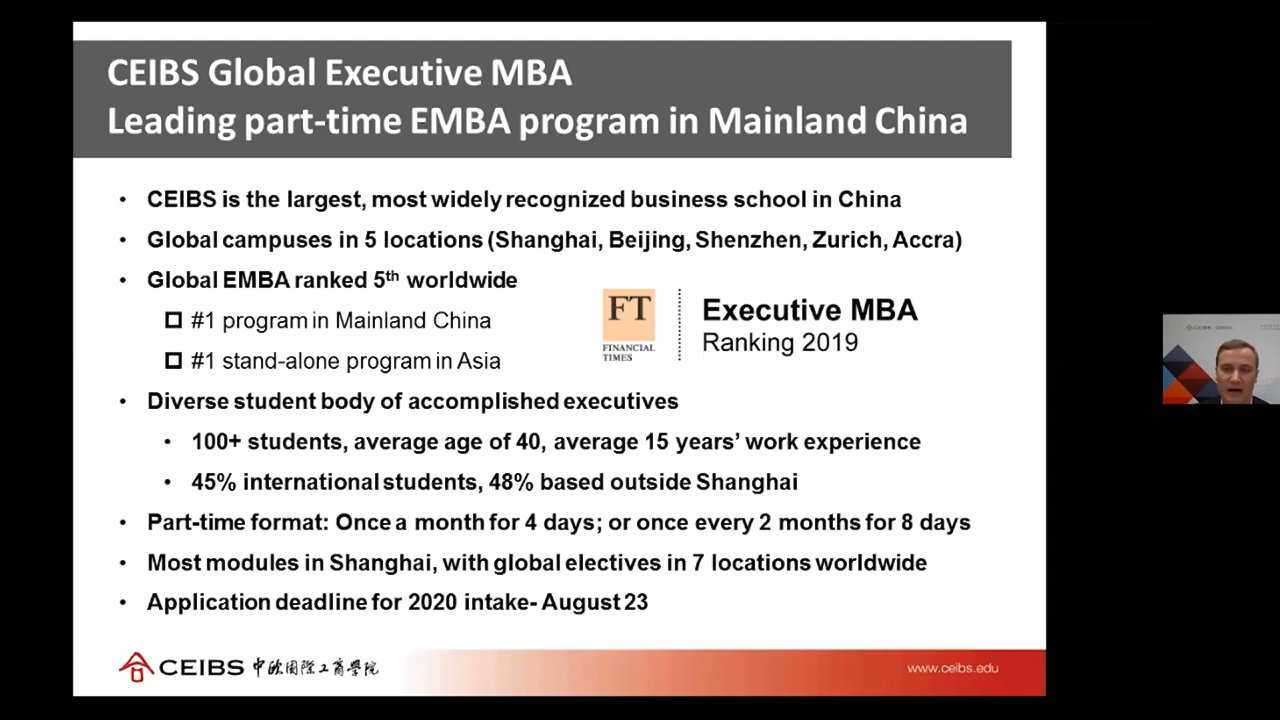 CEIBS Global Executive MBA
Leading part-time EMBA program in Mainland China
• CEIBS is the largest, most widely recognized business school in China
• Global campuses in 5 locations (Shanghai, Beijing, Shenzhen, Zurich, Accra)
• Global EMBA ranked 5th worldwide
#1 program in Mainland China
#1 stand-alone program in Asia
FT
FINANCIAL
TIMES
Executive MBA
Ranking 2019
• Diverse student body of accomplished executives
• 100+ students, average age of 40, average 15 years’ work experience
• 45% international students, 48% based outside Shanghai
• Part-time format: Once a month for 4 days; or once every 2 months for 8 days
• Most modules in Shanghai, with global electives in 7 locations worldwide
• Application deadline for 2020 intake- August 23
CEIBS 中欧国际工商學院
www.ceibs.edu